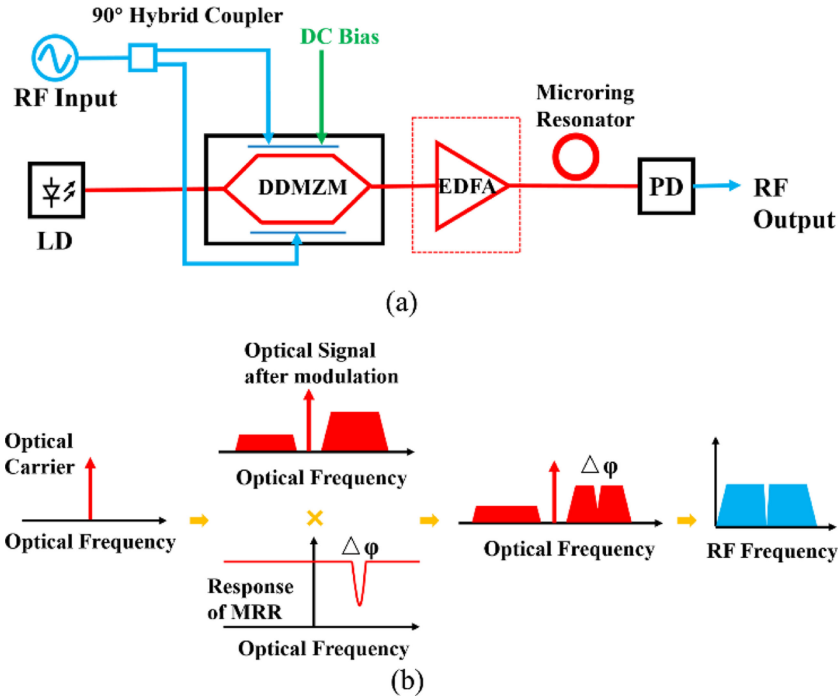 90° Hybrid Coupler
DC Bias
RF Input
Microring
Resonator
DDMZM
EDFA
PD
RF
Output
LD
(a)
Optical Signal
after modulation
Optical
Carrier
Optical Frequency
△φ
Optical Frequency
×
△φ
Response
of MRR
Optical Frequency
Optical Frequency
RF Frequency
(b)